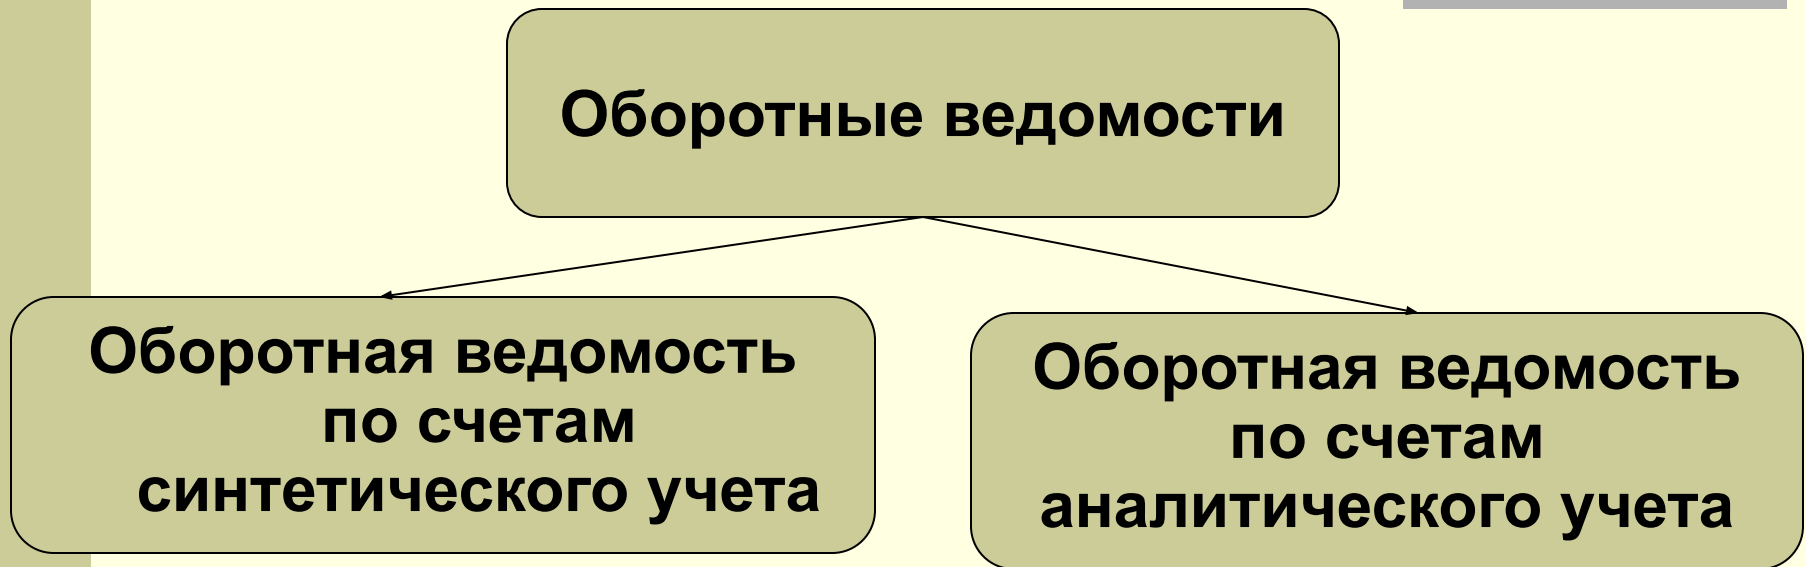 Оборотные ведомости
Оборотная ведомость
по счетам
синтетического учета
Оборотная ведомость
по счетам
аналитического учета